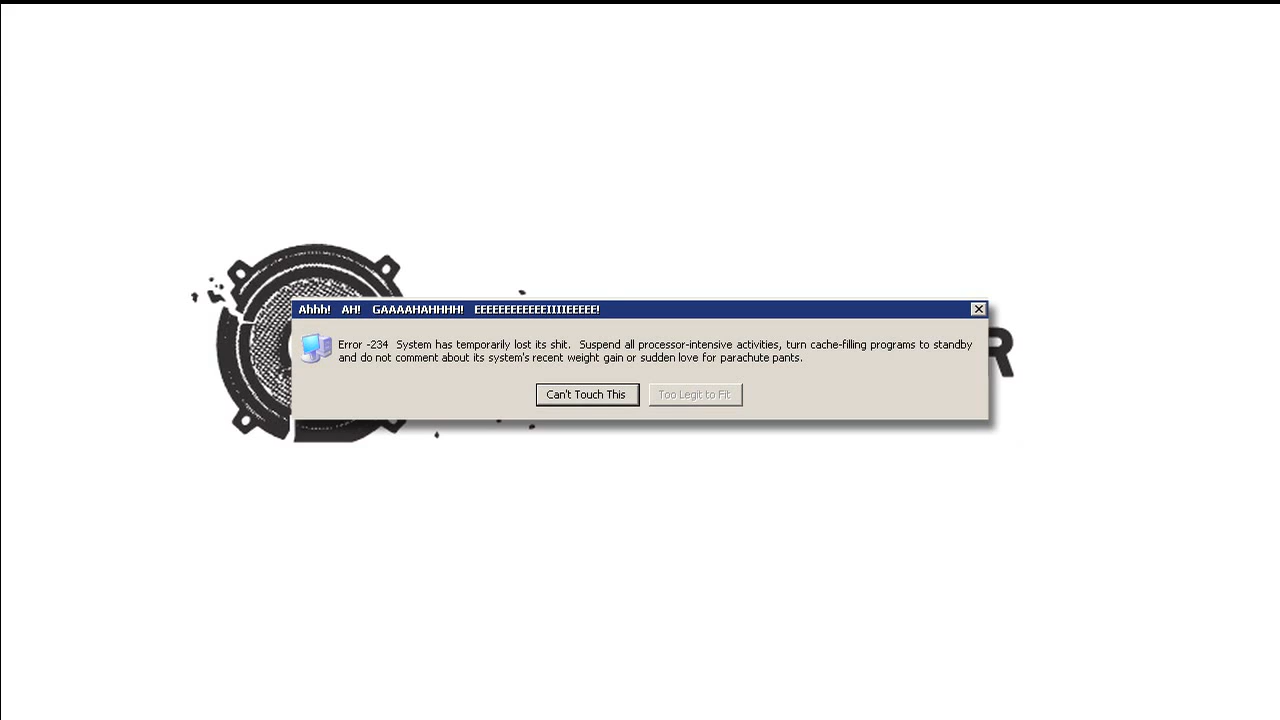 Ahhh! AH! GAAAAHAHHHH! EEEEEEEEEEEEIIIIEEEEE!
Error -234 System has temporarily lost its shit. Suspend all processor-intensive activities, turn cache-filling programs to standby
R
and do not comment about its system's recent weight gain or sudden love for parachute pants.
Can't Touch This Too Legit to Fit